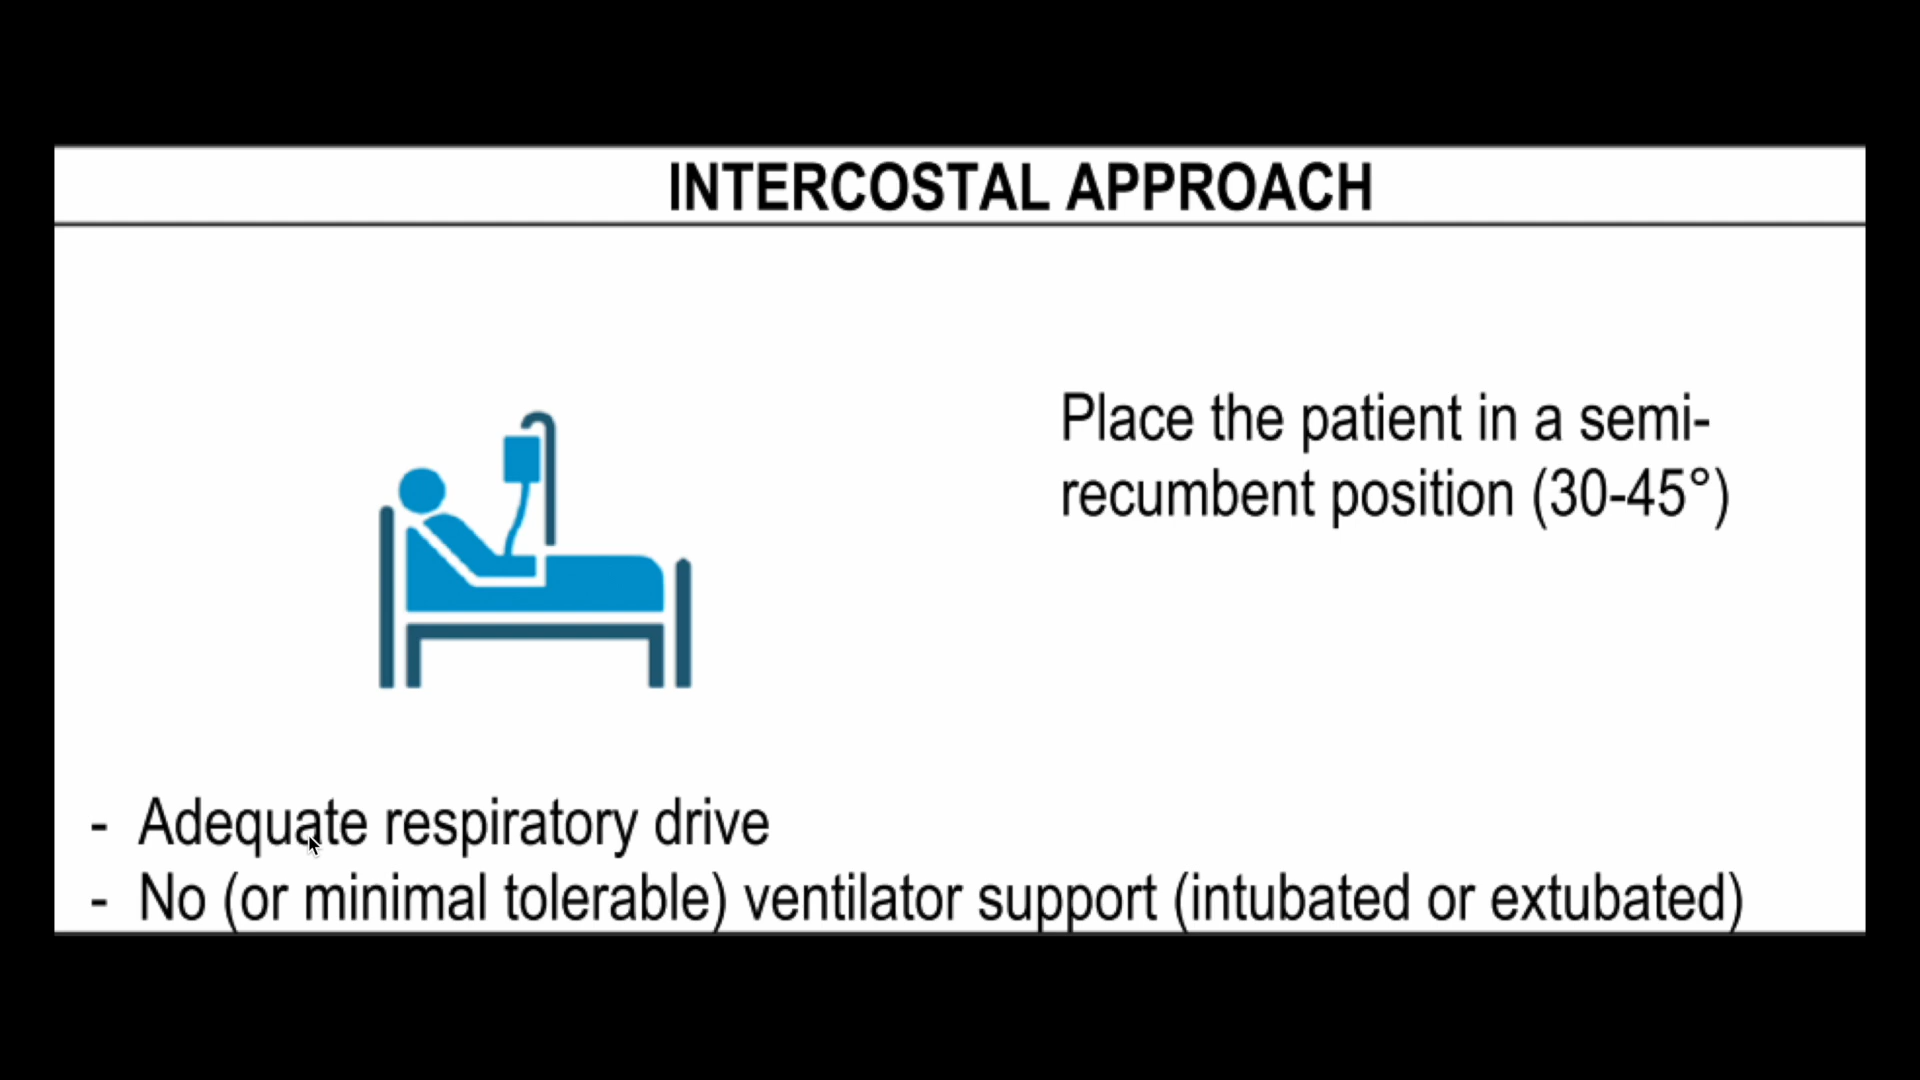 INTERCOSTAL APPROACH
Place the patient in a semi-
recumbent position (30-45°)
- Adequate respiratory drive
- No (or minimal tolerable) ventilator support (intubated or extubated)